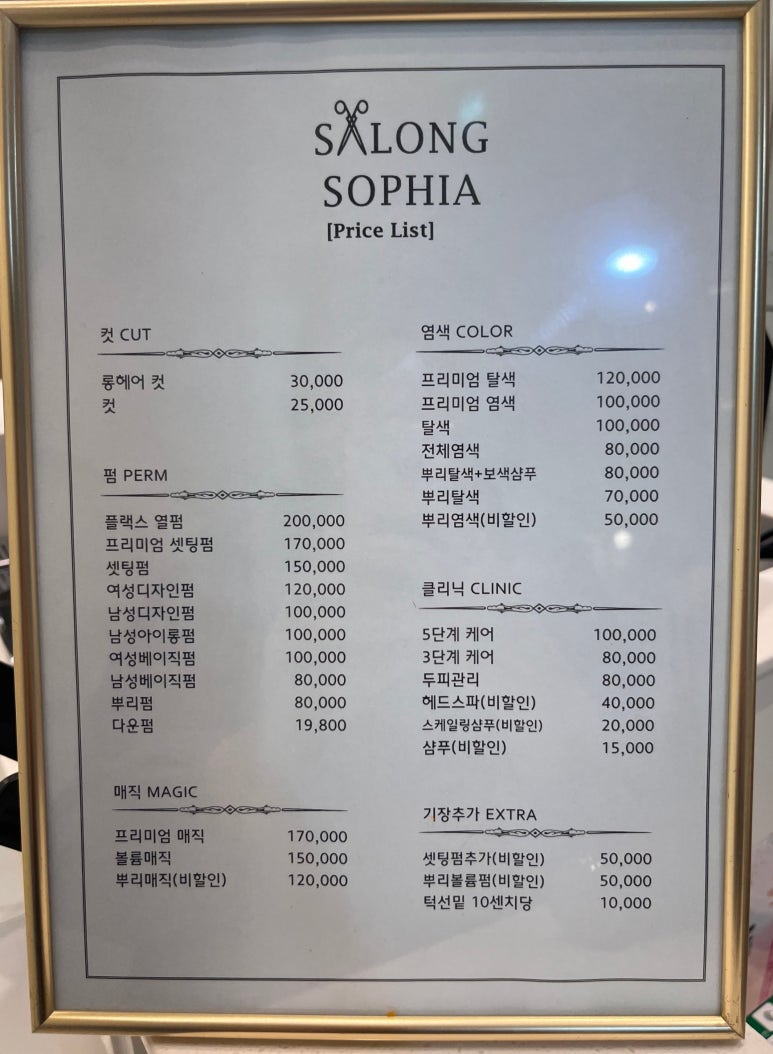 SALONG
SOPHIA
[Price List]
컷 CUT
롱헤어 컷 30,000
컷 25,000
펌 PERM
플랙스 열펌 200,000
프리미엄 셋팅펌 170,000
셋팅펌 150,000
여성디자인펌 120,000
남성디자인펌 100,000
남성아이롱펌 100,000
여성베이직펌 100,000
남성베이직펌 80,000
뿌리펌 80,000
다운펌 19,800
매직 MAGIC
프리미엄 매직 170,000
볼륨매직 150,000
뿌리매직(비할인) 120,000
염색 COLOR
프리미엄 탈색 120,000
프리미엄 염색 100,000
탈색 100,000
전체염색 80,000
뿌리탈색+보색샴푸 80,000
뿌리탈색 70,000
뿌리염색(비할인) 50,000
클리닉 CLINIC
5단계 케어 100,000
3단계 케어 80,000
두피관리 80,000
헤드스파(비할인) 40,000
스케일링샴푸(비할인) 20,000
샴푸(비할인) 15,000
기장추가 EXTRA
셋팅펌추가(비할인) 50,000
뿌리볼륨펌(비할인) 50,000
턱선밑 10센치당 10,000